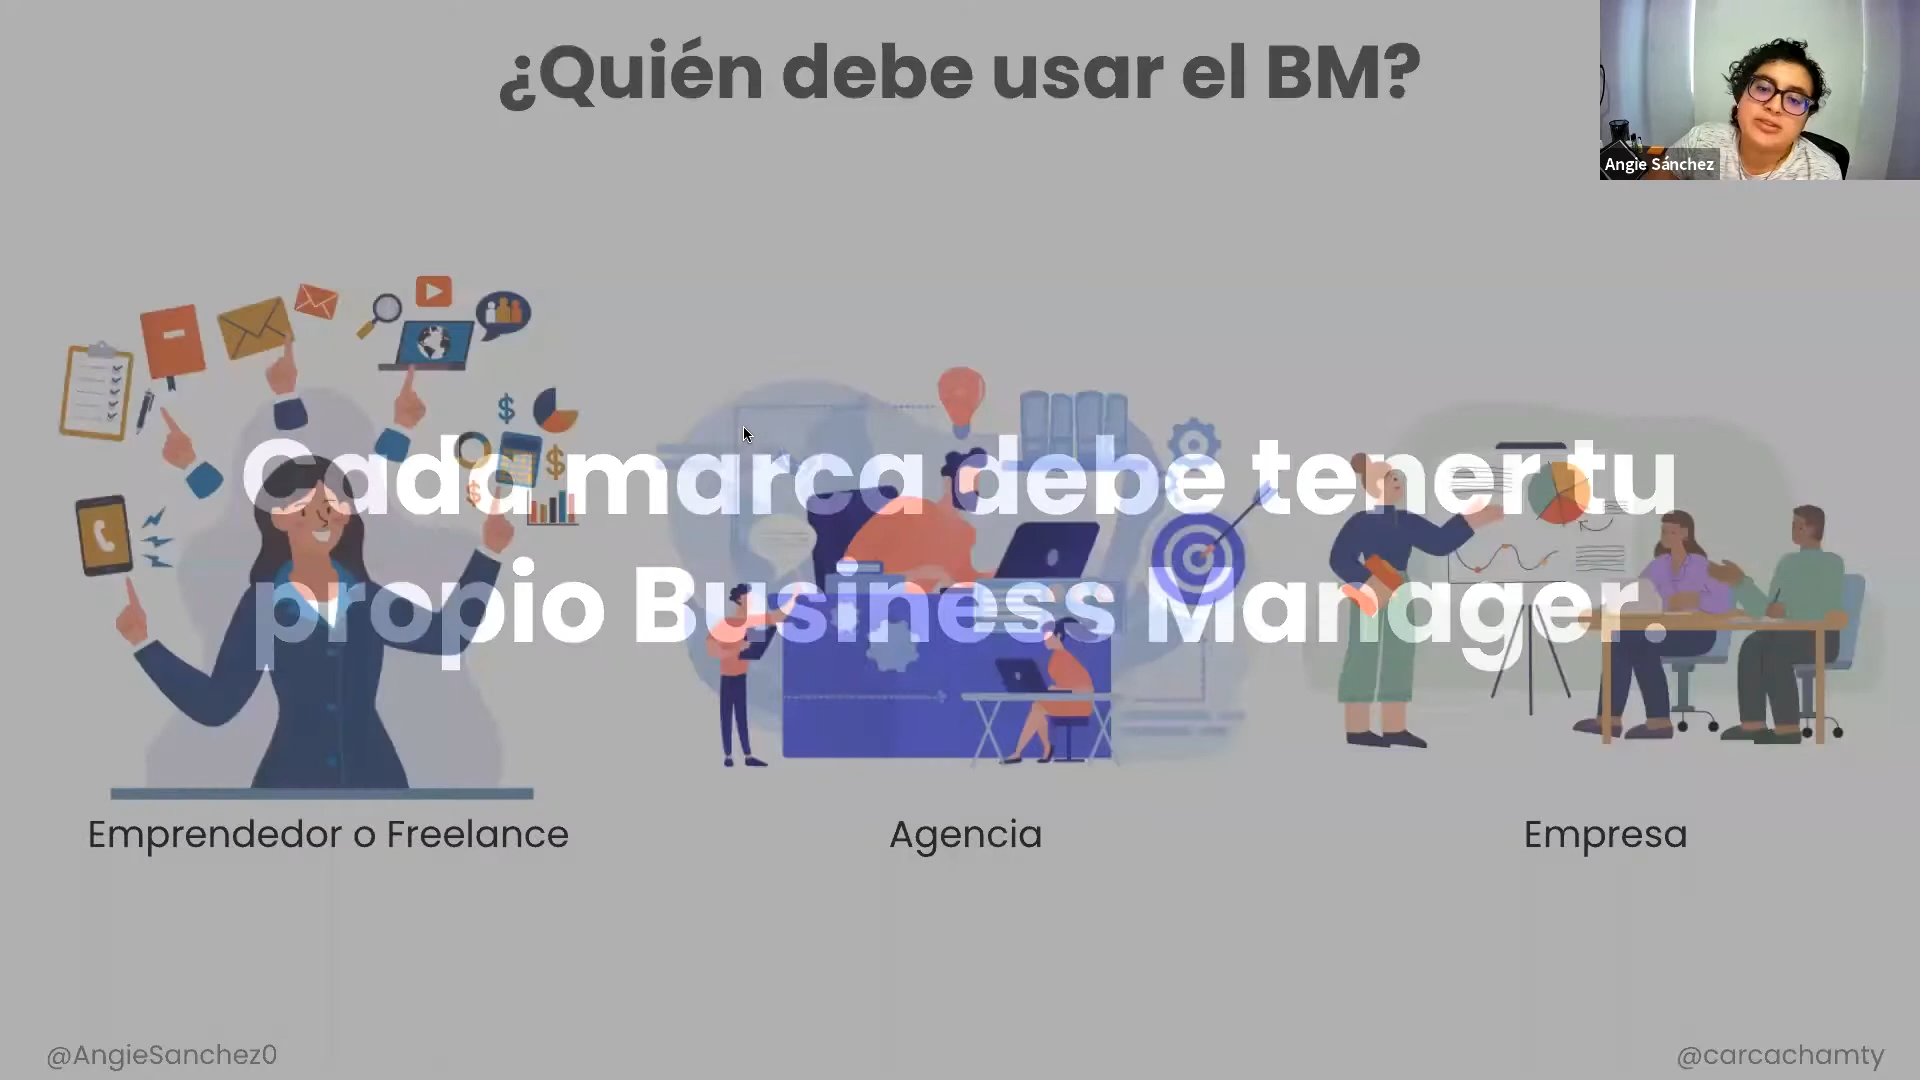 ¿Quién debe usar el BM?
Angie Sánchez
Cada marca debe tener tu
propio Business Manager.
Emprendedor o Freelance
Agencia
Empresa
@AngieSanchez0
@carcachamty